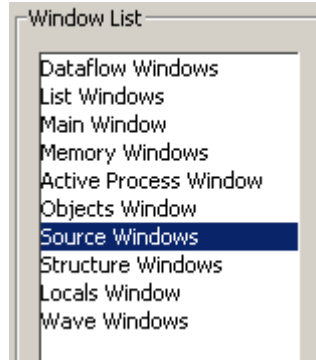 Window List
Dataflow Windows
List Windows
Main Window
Memory Windows
Active Process Window
Objects Window
Source Windows
Structure Windows
Locals Window
Wave Windows